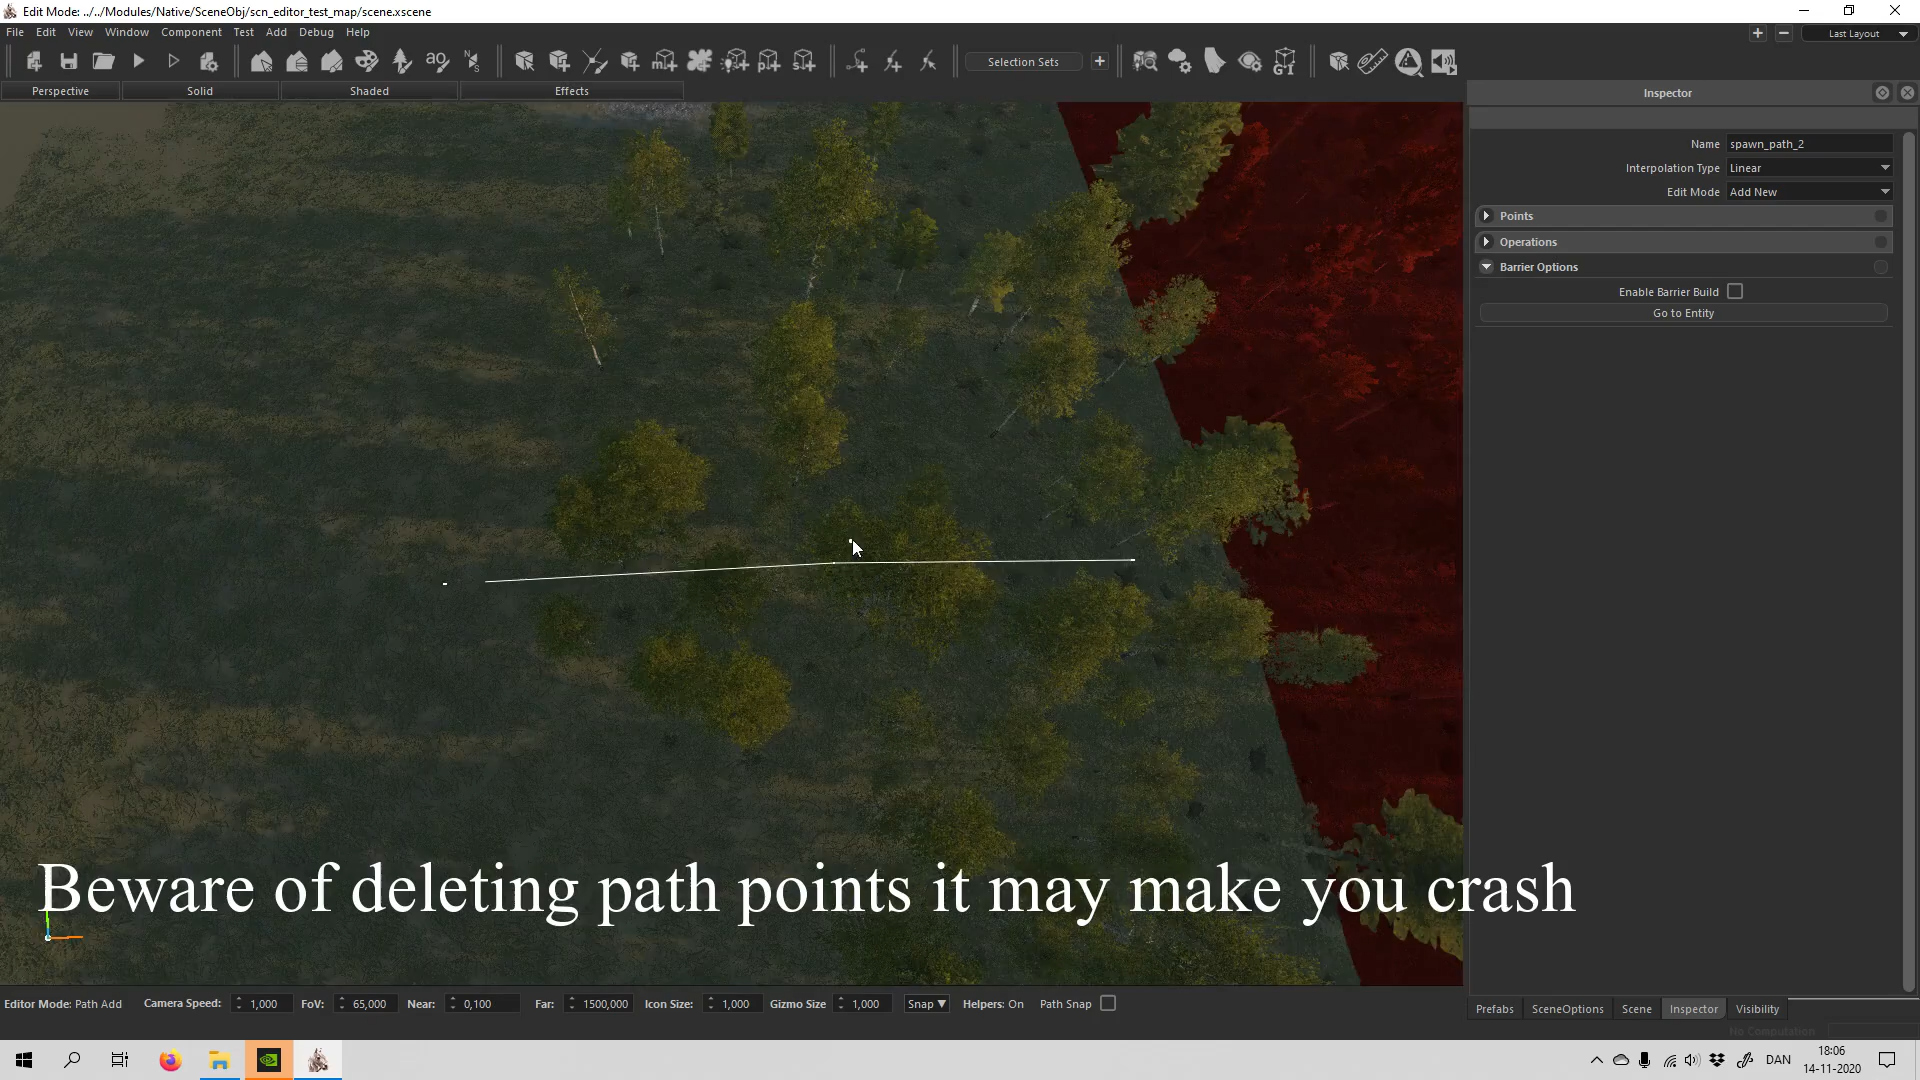 Edit Mode: ../../Modules/Native/SceneObj/scn_editor_test_map/scene.xscene
File Edit View Window Component Test Add Debug Help
Last Layout
Selection Sets
Perspective Solid Shaded Effects
Inspector
Name spawn_path_2
Interpolation Type Linear
Edit Mode Add New
Points
Operations
Barrier Options
Enable Barrier Build
Go to Entity
Beware of deleting path points it may make you crash
Editor Mode: Path Add Camera Speed: 1,000 FoV: 65,000 Near: 0,100 Far: 1500,000 Icon Size: 1,000 Gizmo Size 1,000 Snap Helpers: On Path Snap
Prefabs SceneOptions Scene Inspector Visibility
No Computation
DAN
18:06
14-11-2020